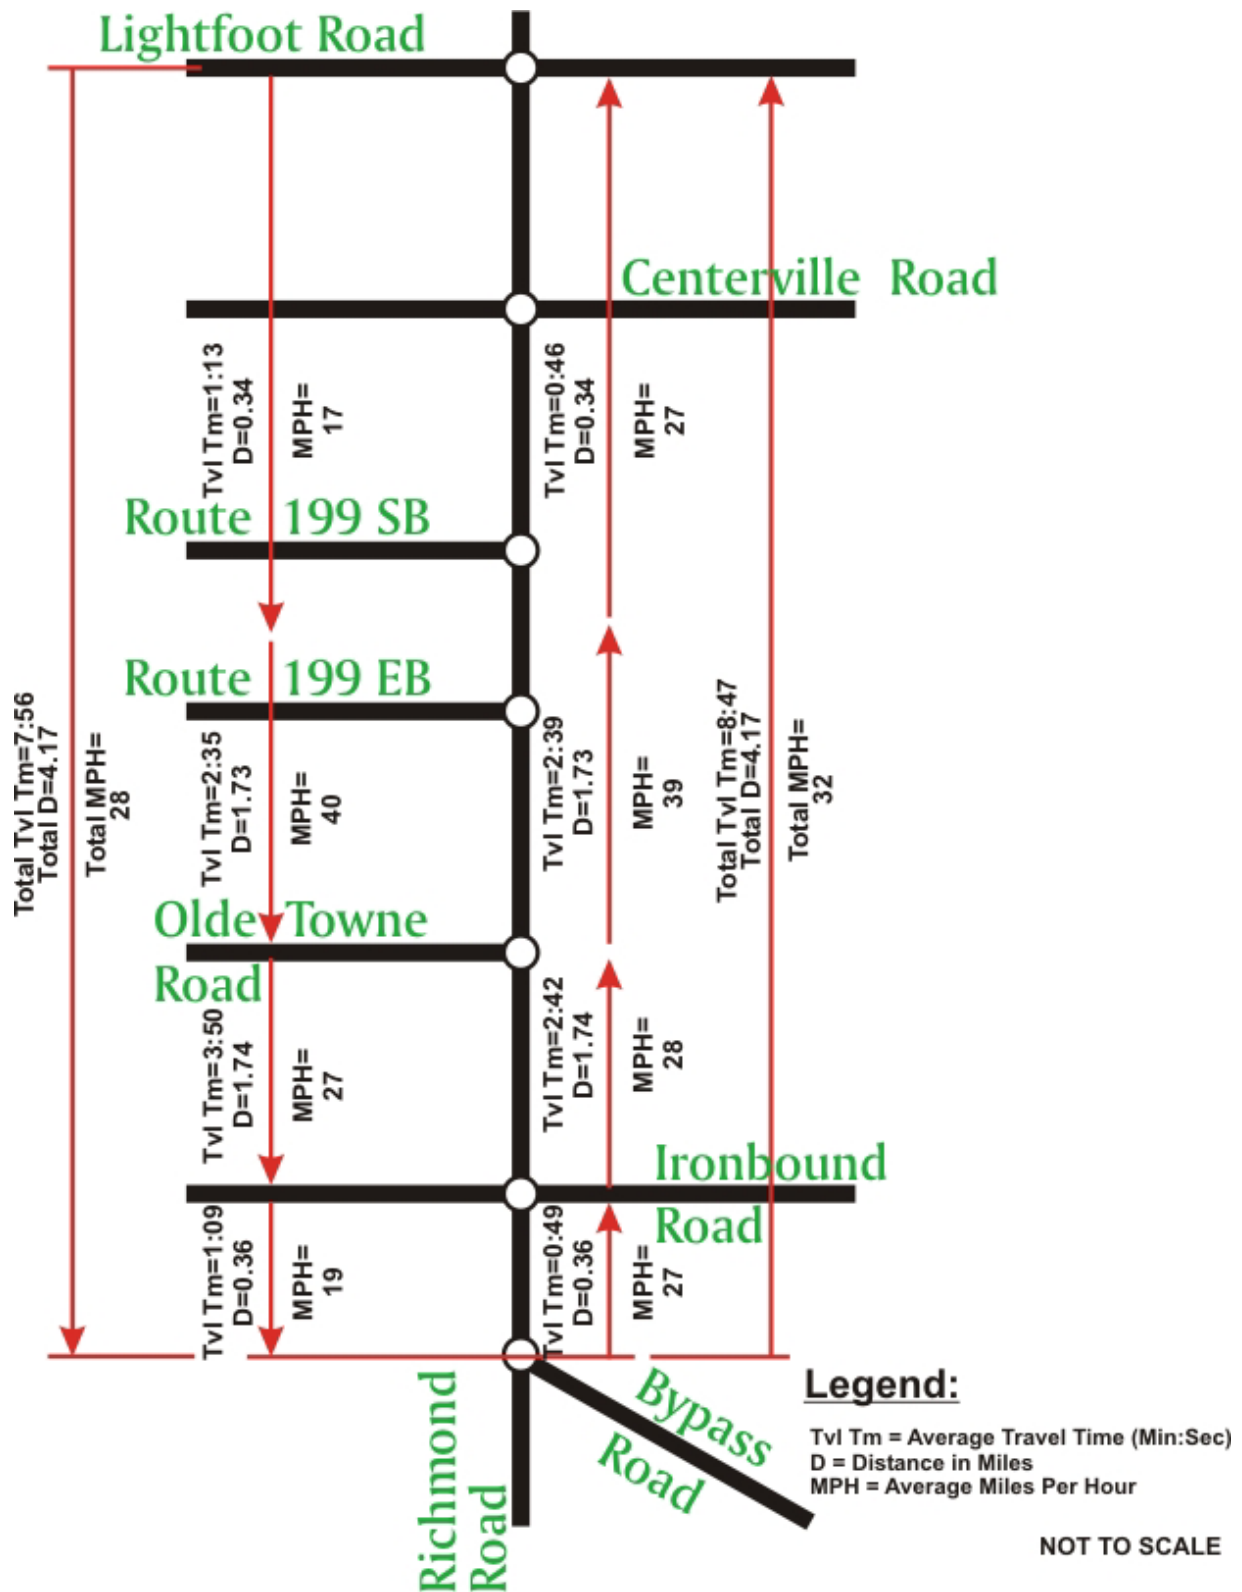 Lightfoot Road
Centerville Road
Tvl Tm=1:13
D=0.34
MPH=
17
Tvl Tm=0:46
D=0.34
MPH=
27
Route 199 SB
Route 199 EB
Total Tvl Tm=7:56
Total D=4.17
Total MPH=
28
Tvl Tm=2:35
D=1.73
MPH=
40
Tvl Tm=2:39
D=1.73
MPH=
39
Total Tvl Tm=8:47
Total D=4.17
Total MPH=
32
Olde Towne
Road
Tvl Tm=3:50
D=1.74
MPH=
27
Tvl Tm=2:42
D=1.74
MPH=
28
Ironbound
Road
Tvl Tm=1:09
D=0.36
MPH=
19
Tvl Tm=0:49
D=0.36
MPH=
27
Richmond
Road
Bypass
Road
Legend:
Tvl Tm = Average Travel Time (Min:Sec)
D = Distance in Miles
MPH = Average Miles Per Hour
NOT TO SCALE